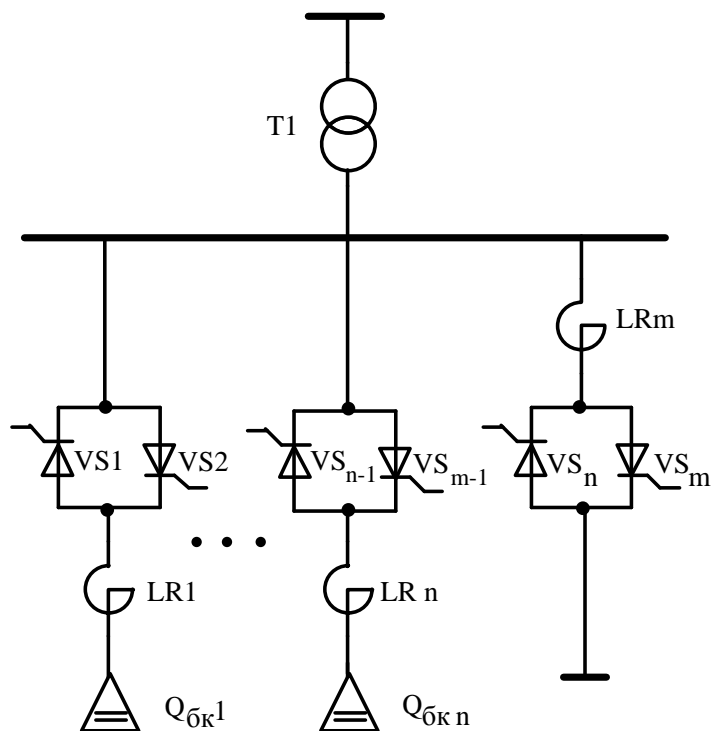 T1
LRm
VS1
VS2
VSn-1
VSm-1
VSn
VSm
LR1
LR n
Qбк1
Qбк n